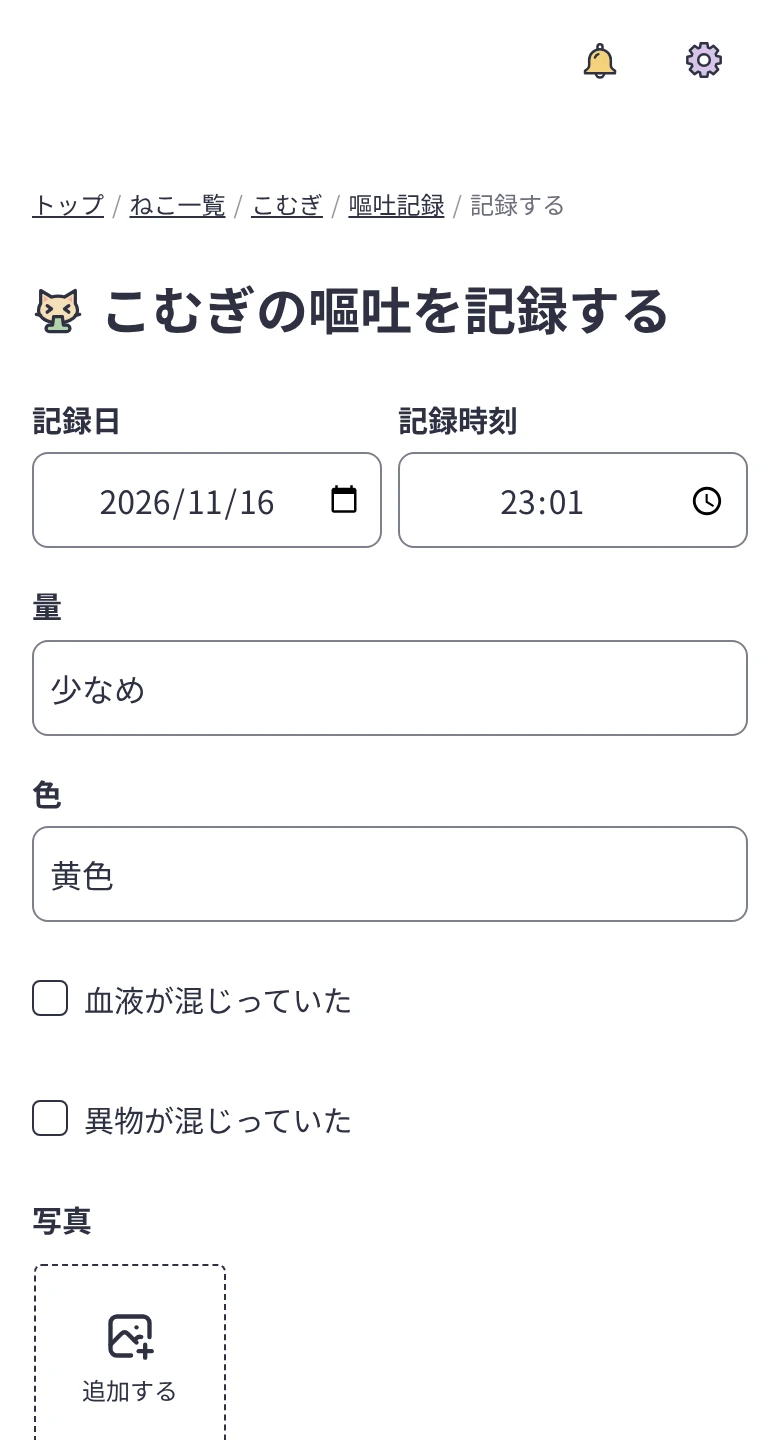 トップ / ねこ一覧 / こむぎ / 嘔吐記録 / 記録する
こむぎの嘔吐を記録する
記録日 記録時刻
2026/11/16 23:01
量
少なめ
色
黄色
血液が混じっていた
異物が混じっていた
写真
追加する